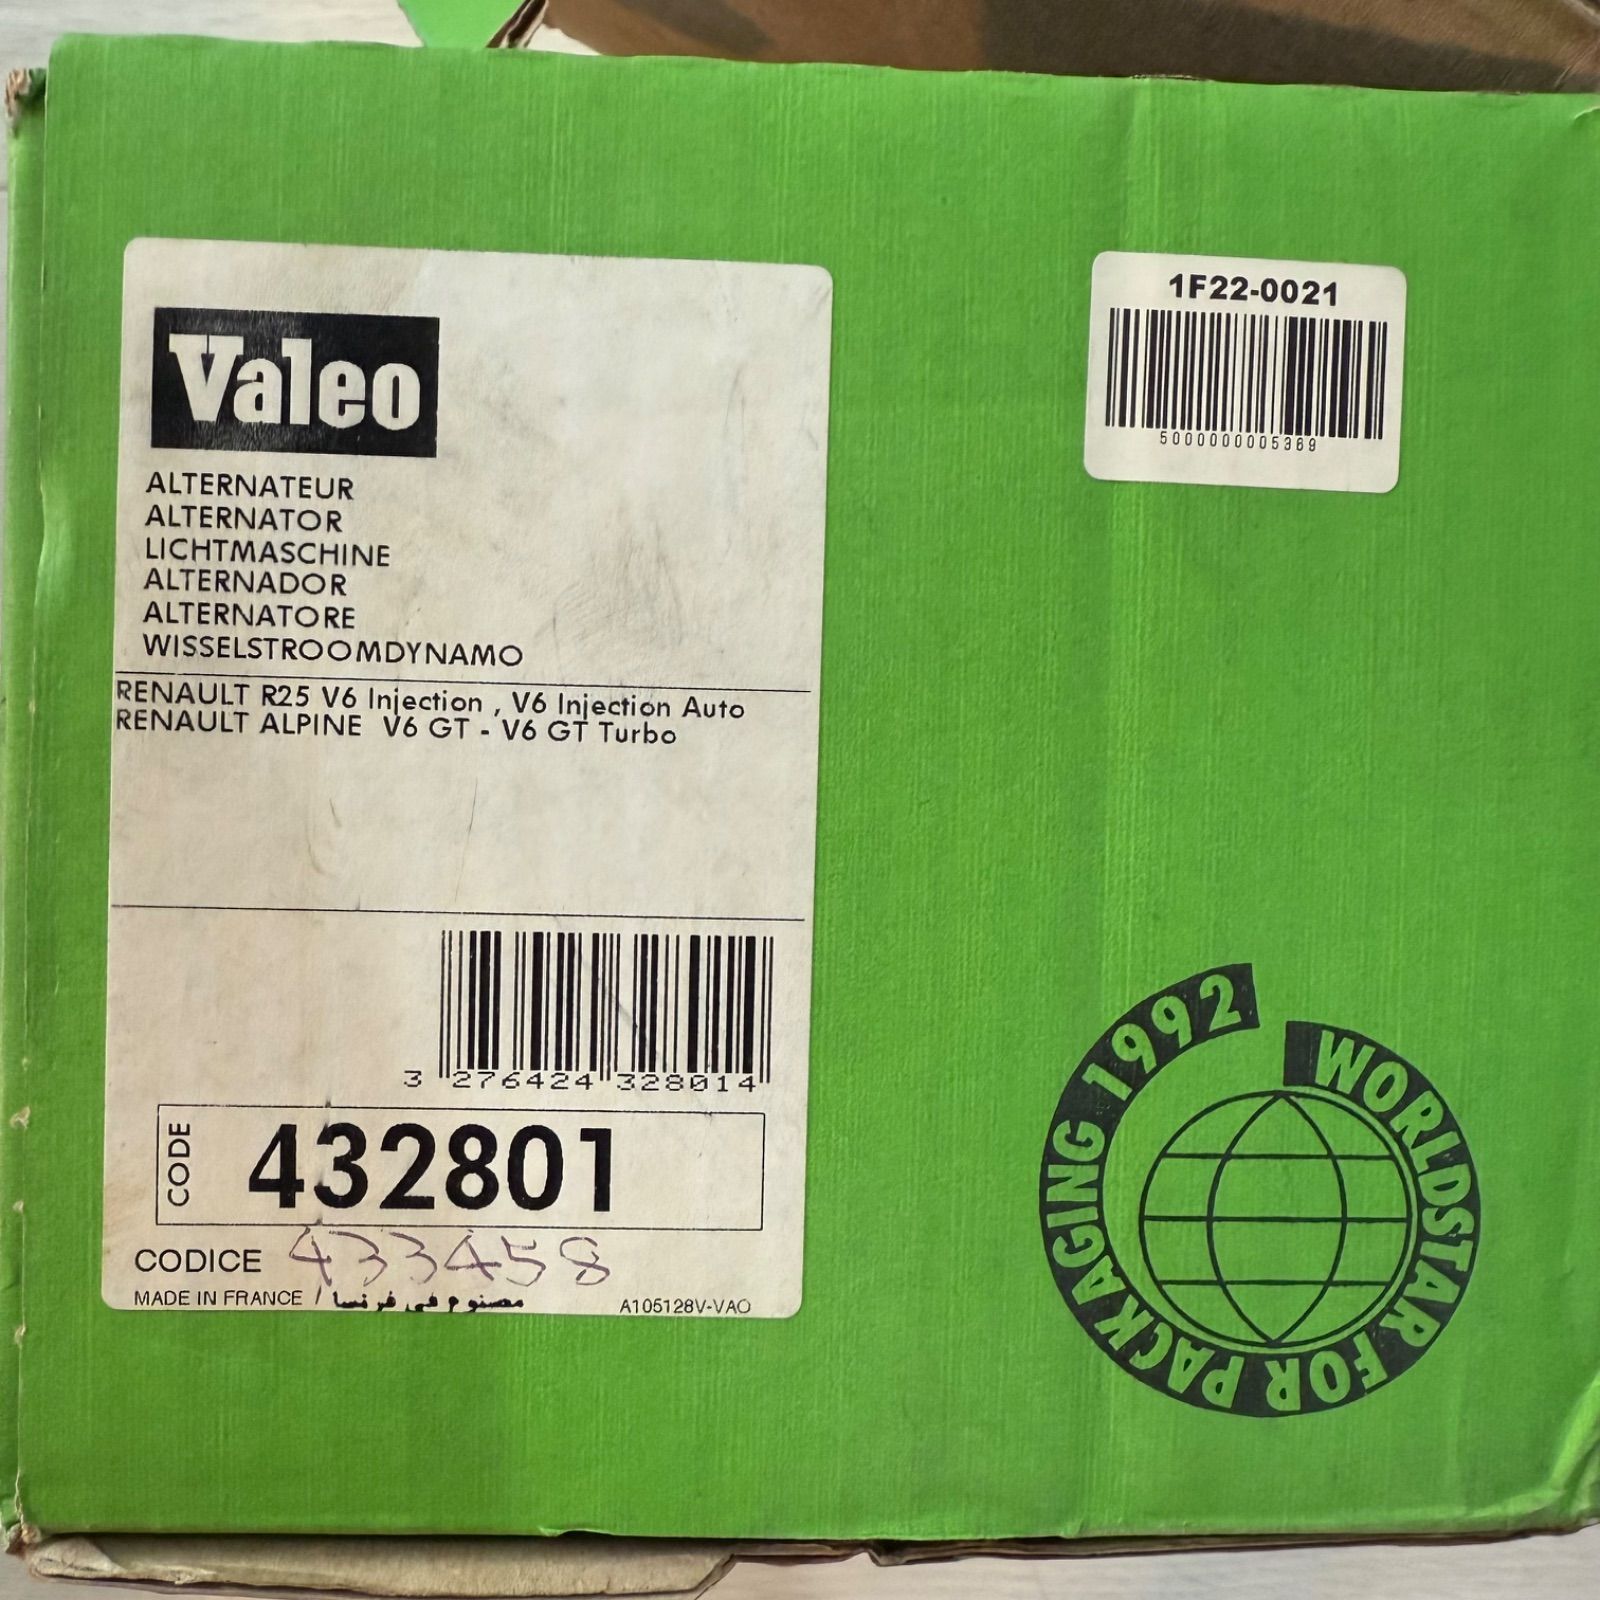 Valeo
ALTERNATEUR
ALTERNATOR
LICHTMASCHINE
ALTERNADOR
ALTERNATORE
WISSELSTROOMDYNAMO
RENAULT R25 V6 Injection , V6 Injection Auto
RENAULT ALPINE V6 GT - V6 GT Turbo
3 276424 328014
CODE 432801
CODICE 433458
MADE IN FRANCE / مصنوع في فرنسا A105128V-VAO
1F22-0021
5000000005369
WORLDSTAR FOR PACKAGING 1992